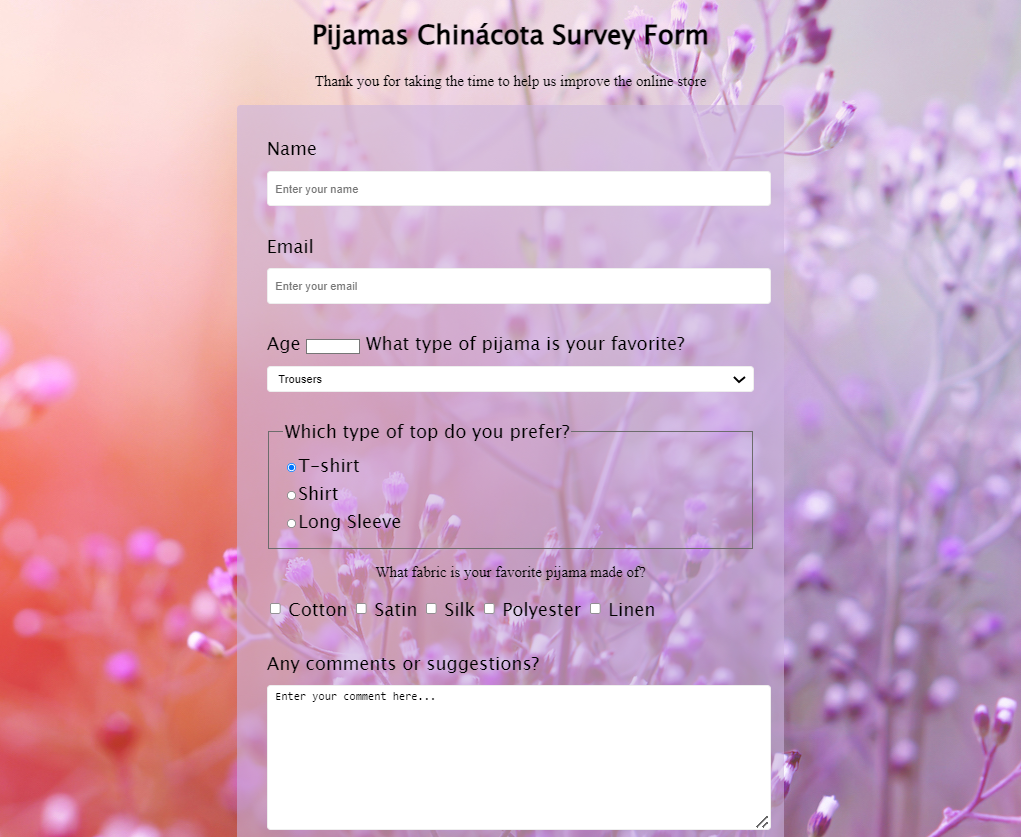 Pijamas Chinácota Survey Form
Thank you for taking the time to help us improve the online store
Name
Enter your name
Email
Enter your email
Age What type of pijama is your favorite?
Trousers
Which type of top do you prefer?
T-shirt
Shirt
Long Sleeve
What fabric is your favorite pijama made of?
Cotton Satin Silk Polyester Linen
Any comments or suggestions?
Enter your comment here...